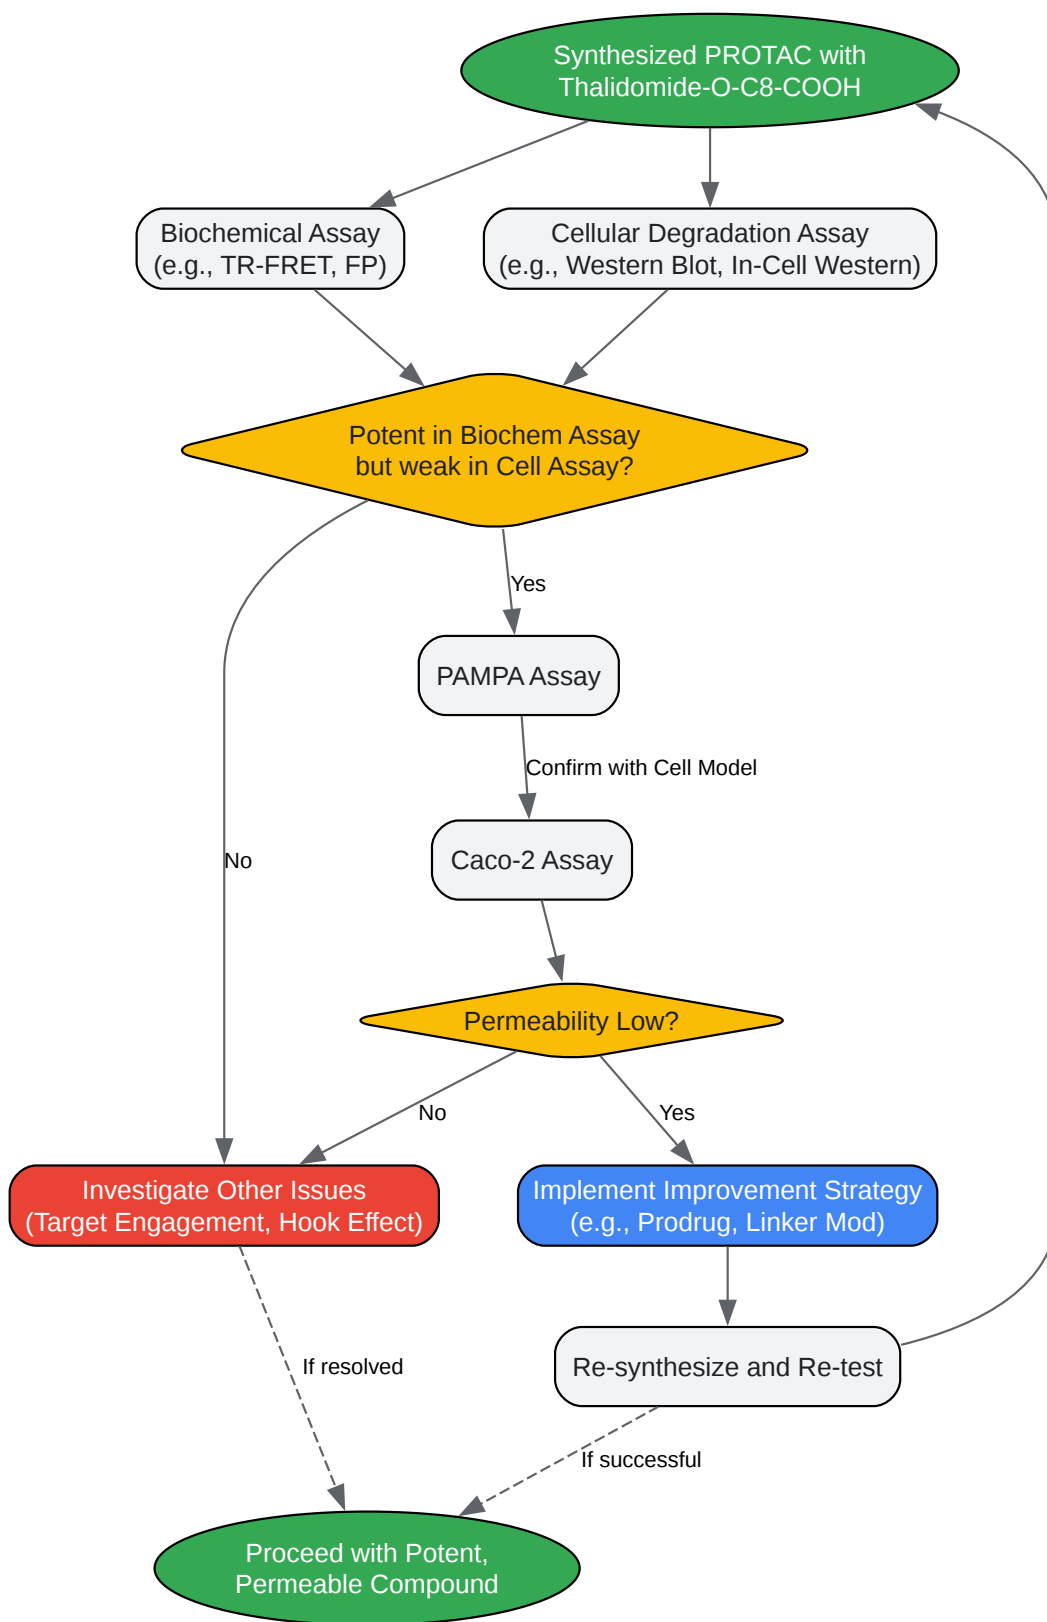 Synthesized PROTAC with
Thalidomide-O-C8-COOH
Biochemical Assay
(e.g., TR-FRET, FP)
Cellular Degradation Assay
(e.g., Western Blot, In-Cell Western)
Potent in Biochem Assay
but weak in Cell Assay?
Yes
PAMPA Assay
Confirm with Cell Model
No
Caco-2 Assay
Permeability Low?
No
Yes
Investigate Other Issues
(Target Engagement, Hook Effect)
Implement Improvement Strategy
(e.g., Prodrug, Linker Mod)
If resolved
Re-synthesize and Re-test
If successful
Proceed with Potent,
Permeable Compound